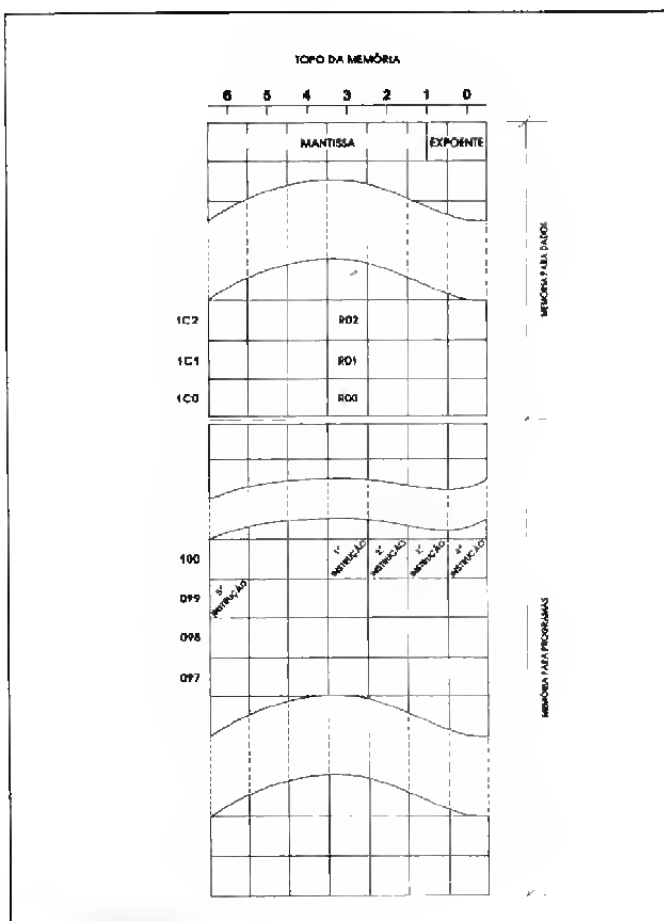 TOPO DA MEMÓRIA
6 5 4 3 2 1 0
MANTISSA EXPOENTE
MEMÓRIA PARA DADOS
1C2 R02
1C1 R01
1C0 R00
100 1ª INSTRUÇÃO 2ª INSTRUÇÃO 3ª INSTRUÇÃO 4ª INSTRUÇÃO
099 5ª INSTRUÇÃO
098
097
MEMÓRIA PARA PROGRAMAS